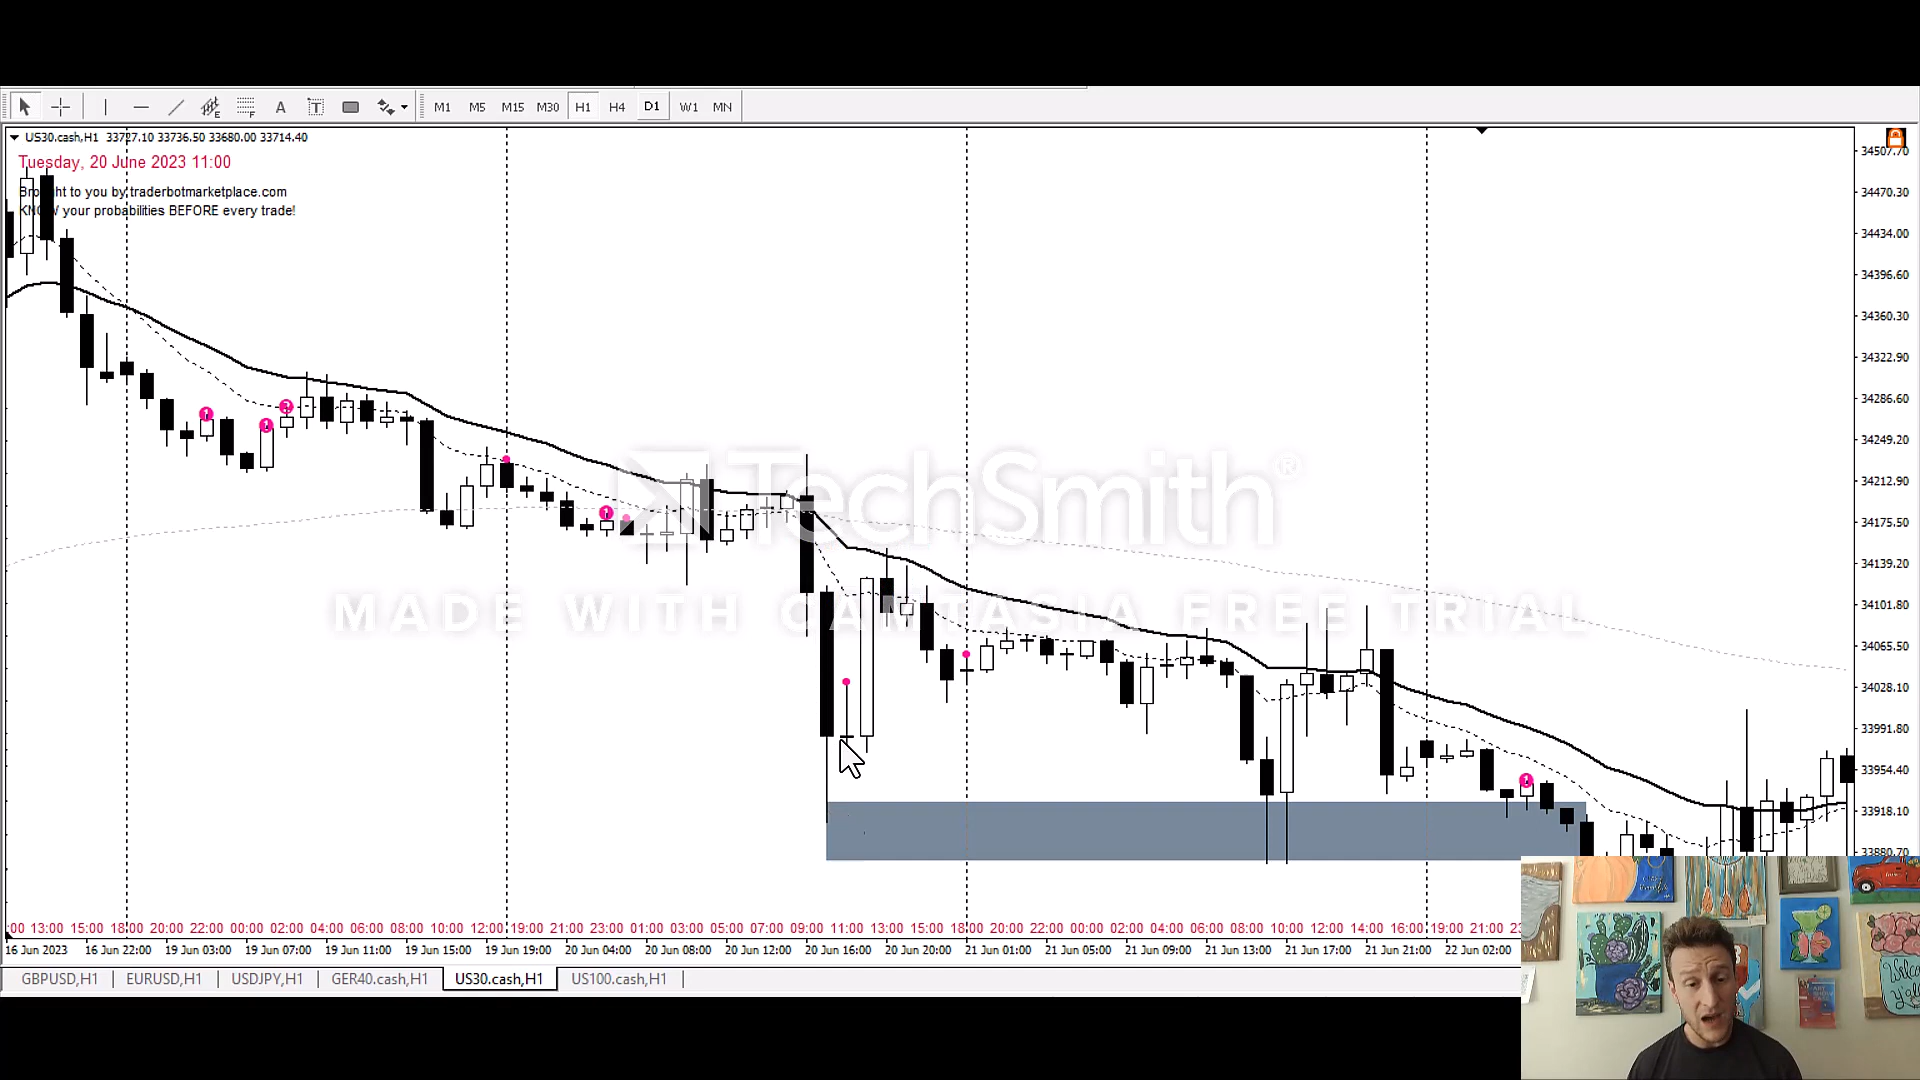 A
T
F
E
M1 M5 M15 M30 H1 H4 D1 W1 MN
US30.cash,H1 33727.10 33736.50 33680.00 33714.40
Tuesday, 20 June 2023 11:00
Brought to you by traderbotmarketplace.com
KNOW your probabilities BEFORE every trade!
34507.70
34470.30
34434.00
34396.60
34360.30
34322.90
34286.60
34249.20
34212.90
34175.50
34139.20
34101.80
34065.50
34028.10
33991.80
33954.40
33918.10
33880.70
TechSmith®
MADE WITH CAMTASIA FREE TRIAL
:00 13:00 15:00 18:00 20:00 22:00 00:00 02:00 04:00 06:00 08:00 10:00 12:00 19:00 21:00 23:00 01:00 03:00 05:00 07:00 09:00 11:00 13:00 15:00 18:00 20:00 22:00 00:00 02:00 04:00 06:00 08:00 10:00 12:00 14:00 16:00 19:00 21:00
16 Jun 2023 16 Jun 22:00 19 Jun 03:00 19 Jun 07:00 19 Jun 11:00 19 Jun 15:00 19 Jun 19:00 20 Jun 04:00 20 Jun 08:00 20 Jun 12:00 20 Jun 16:00 20 Jun 20:00 21 Jun 01:00 21 Jun 05:00 21 Jun 09:00 21 Jun 13:00 21 Jun 17:00 21 Jun 21:00 22 Jun 02:00
GBPUSD,H1 EURUSD,H1 USDJPY,H1 GER40.cash,H1 US30.cash,H1 US100.cash,H1